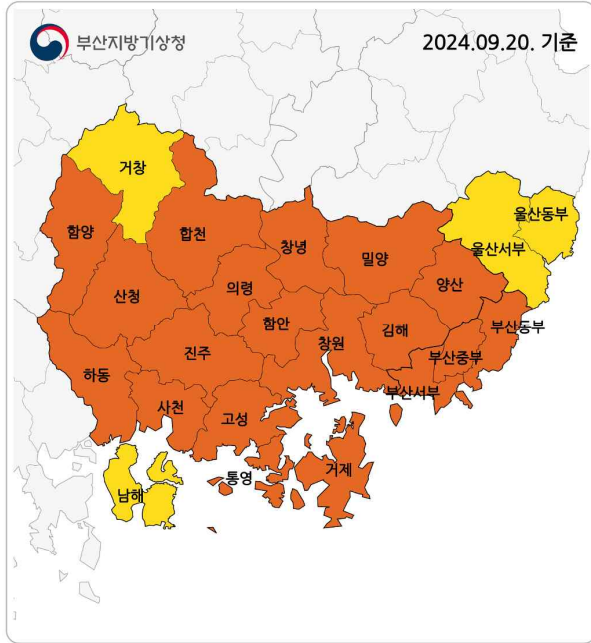 부산지방기상청
2024.09.20. 기준
거창
울산동부
함양
합천
창녕
울산서부
밀양
산청
의령
양산
함안
부산동부
창원
김해
진주
부산중부
하동
사천
고성
부산서부
통영
거제
남해